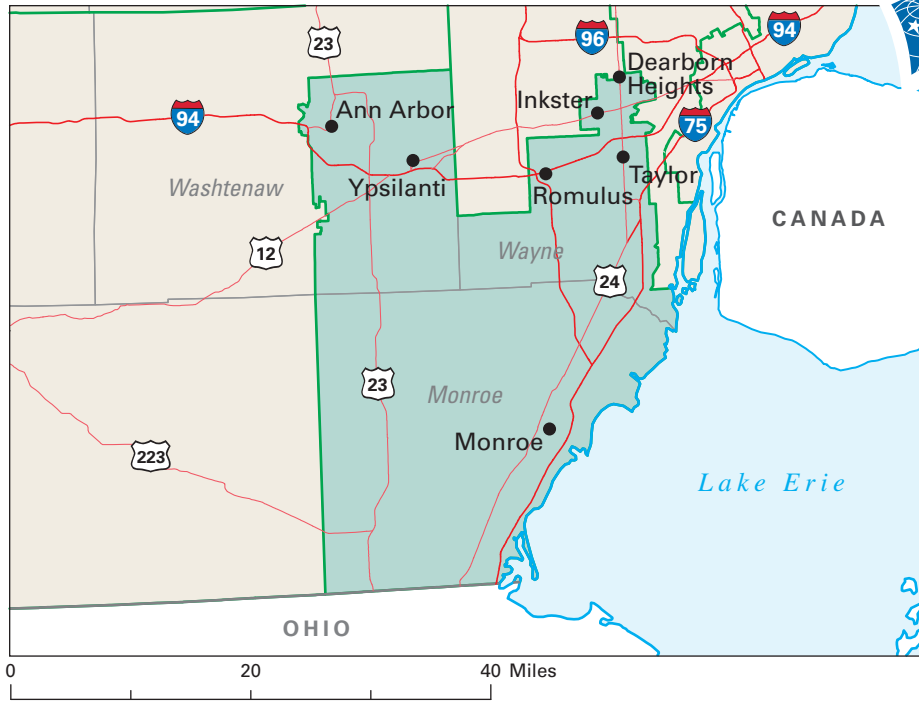 23
96
94
Dearborn
Heights
Inkster
94
Ann Arbor
75
Ypsilanti
Taylor
Romulus
Washtenaw
CANADA
12
Wayne
24
23
Monroe
Monroe
223
Lake Erie
OHIO
0 20 40 Miles